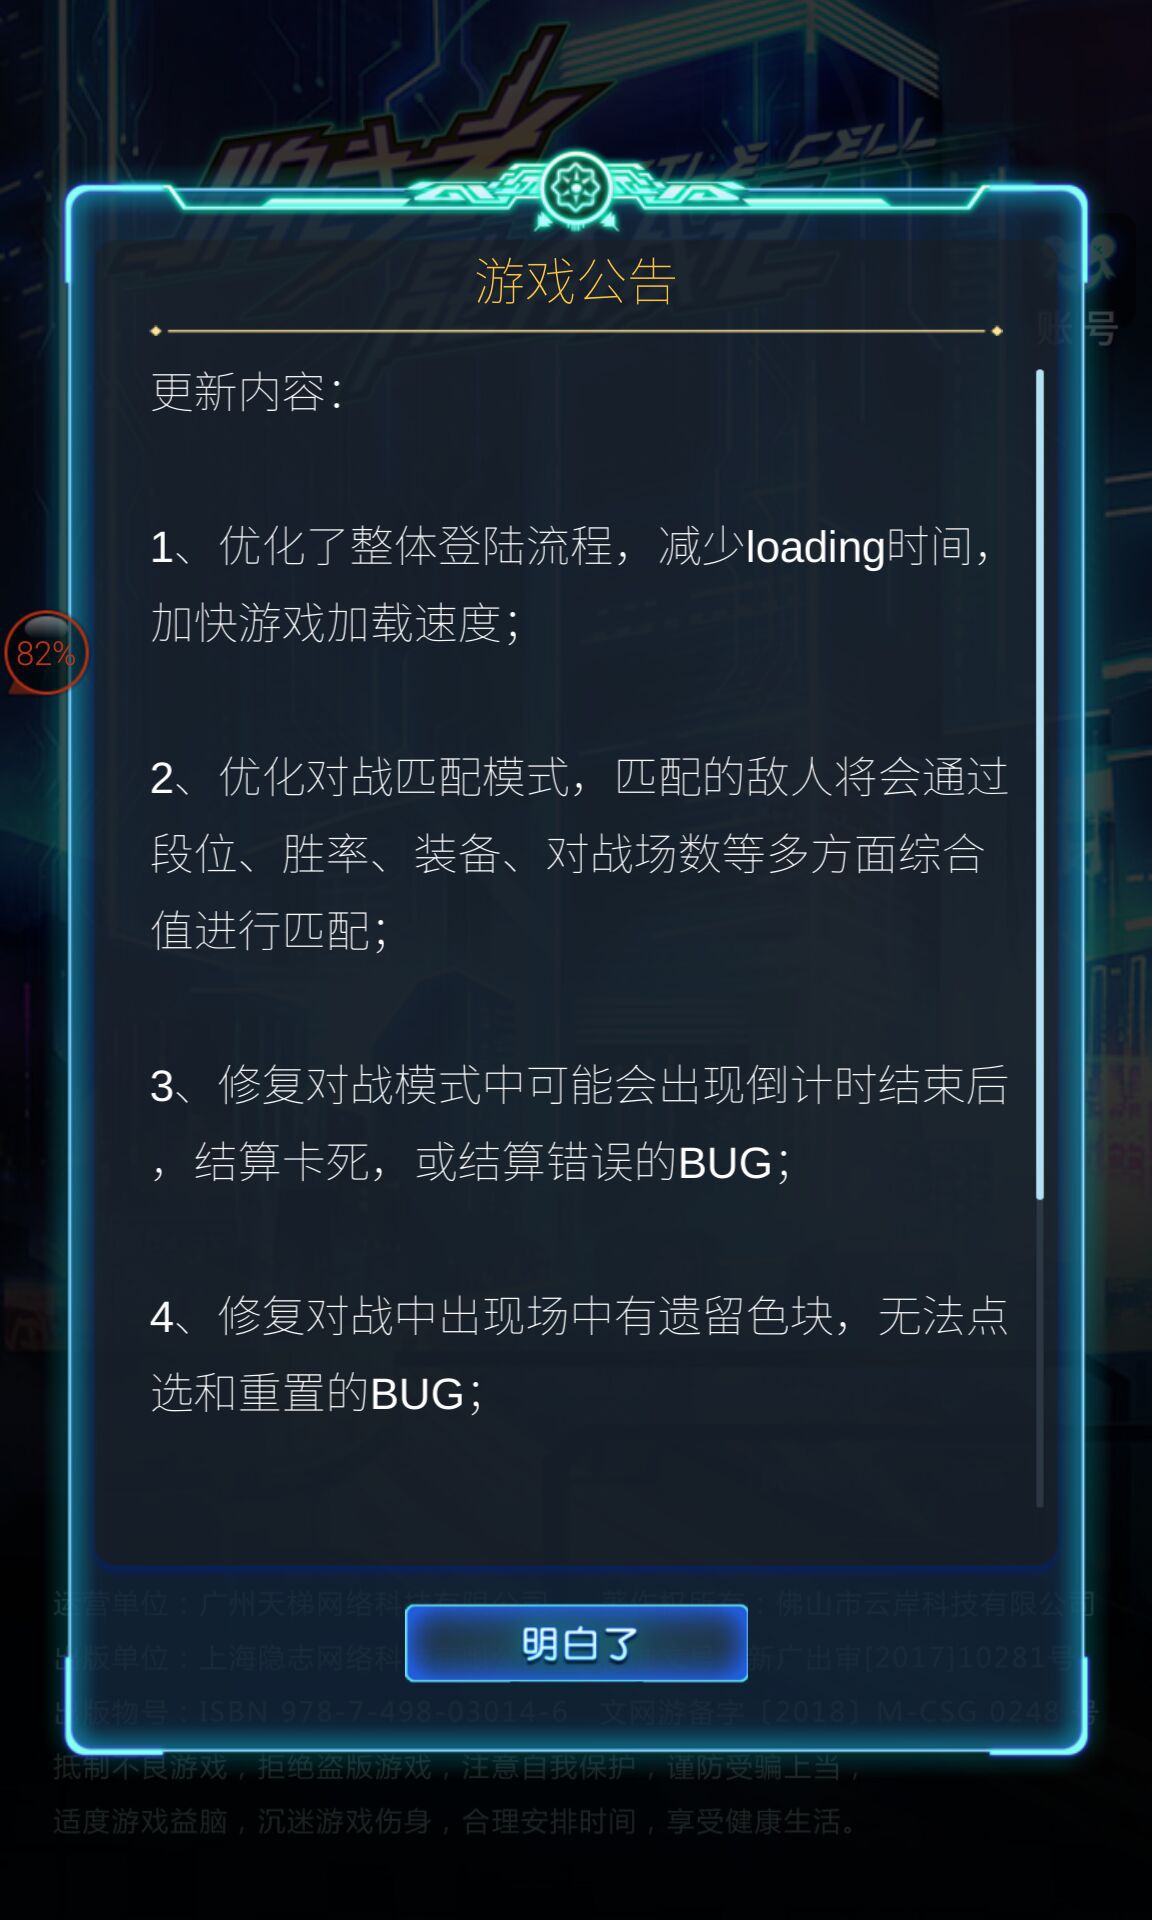 游戏公告
账号
更新内容：
1、优化了整体登陆流程，减少loading时间，
加快游戏加载速度；
82%
2、优化对战匹配模式，匹配的敌人将会通过
段位、胜率、装备、对战场数等多方面综合
值进行匹配；
3、修复对战模式中可能会出现倒计时结束后
，结算卡死，或结算错误的BUG；
4、修复对战中出现场中有遗留色块，无法点
选和重置的BUG；
运营单位：广州天梯网络科技有限公司 著作权所有：佛山市云岸科技有限公司
明白了
出版单位：上海隐志网络科 新广出审[2017]10281号
出版物号：ISBN 978-7-498-03014-6 文网游备字〔2018〕M-CSG 0248 号
抵制不良游戏，拒绝盗版游戏，注意自我保护，谨防受骗上当，
适度游戏益脑，沉迷游戏伤身，合理安排时间，享受健康生活。